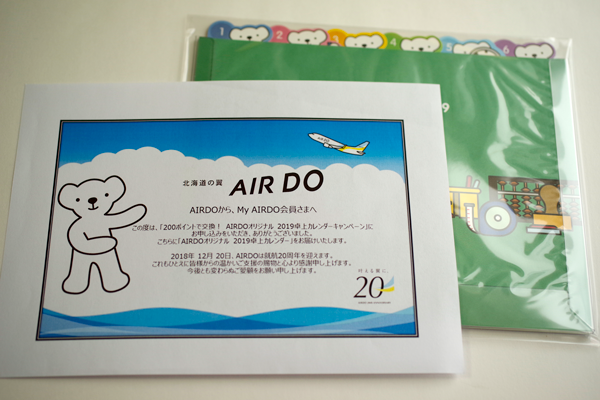 1 2 3 4 5 6
9
北海道の翼 AIR DO
AIRDOから、My AIRDO会員さまへ
この度は、「200ポイントで交換！ AIRDOオリジナル 2019卓上カレンダーキャンペーン」に
お申し込みをいただき、ありがとうございました。
こちらに「AIRDOオリジナル 2019卓上カレンダー」をお届けいたします。
2018年 12月 20日、AIRDOは就航20周年を迎えます。
これもひとえに皆様からの温かいご支援の賜物と心より感謝申し上げます。
今後とも変わらぬご愛顧をお願い申し上げます。
20